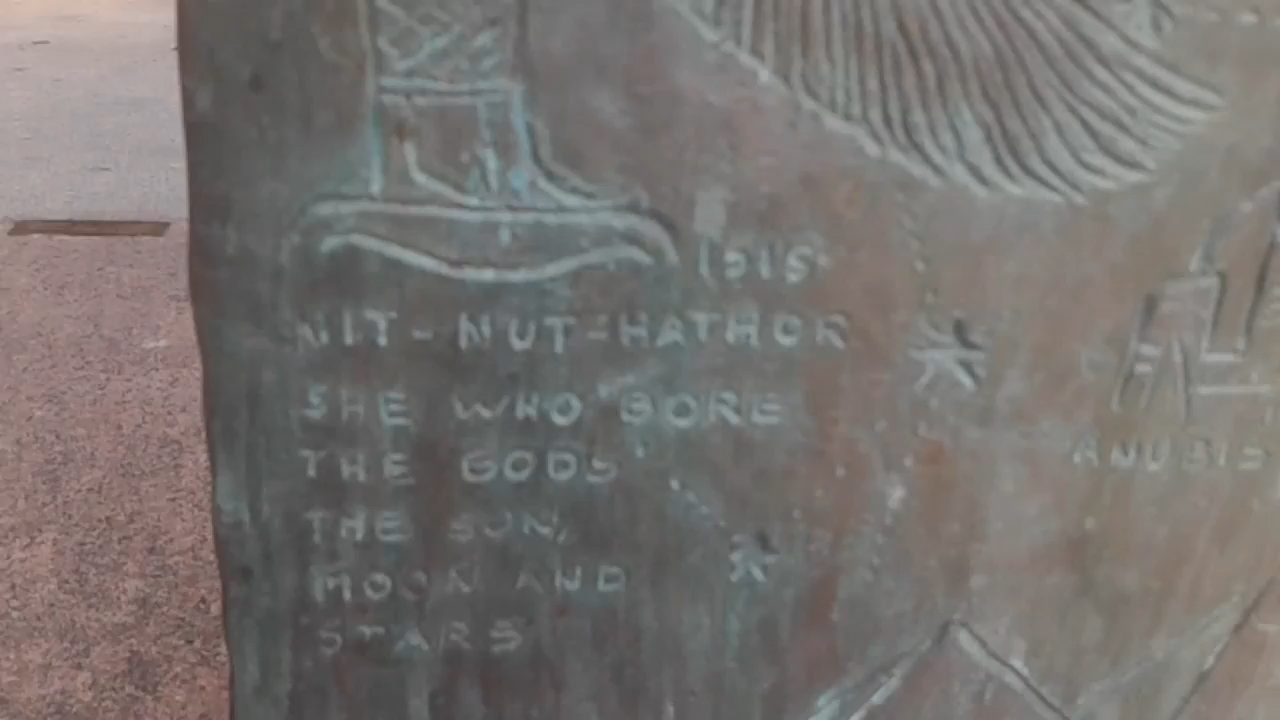 ISIS
NIT-NUT-HATHOR
SHE WHO "BORE
THE GODS"
THE SUN,
MOON AND
STARS
ANUBIS